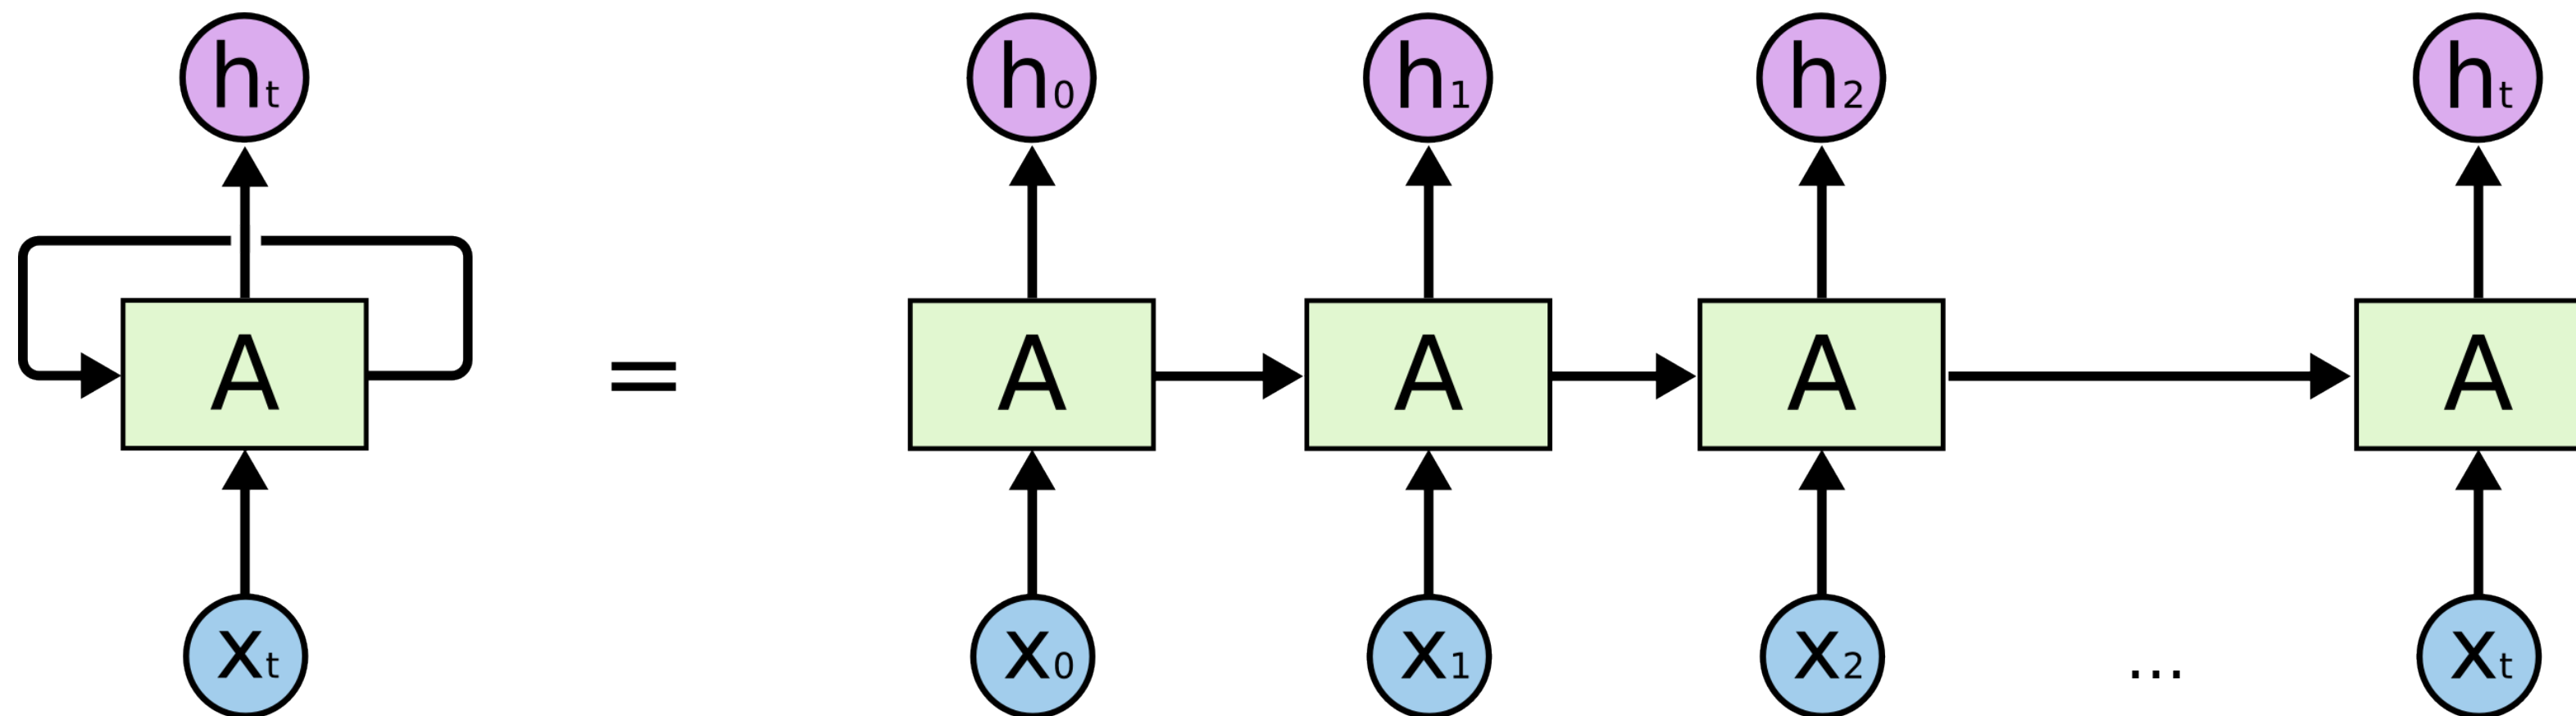 hₜ h₀ h₁ h₂ hₜ
A = A A A A
xₜ x₀ x₁ x₂ ... xₜ